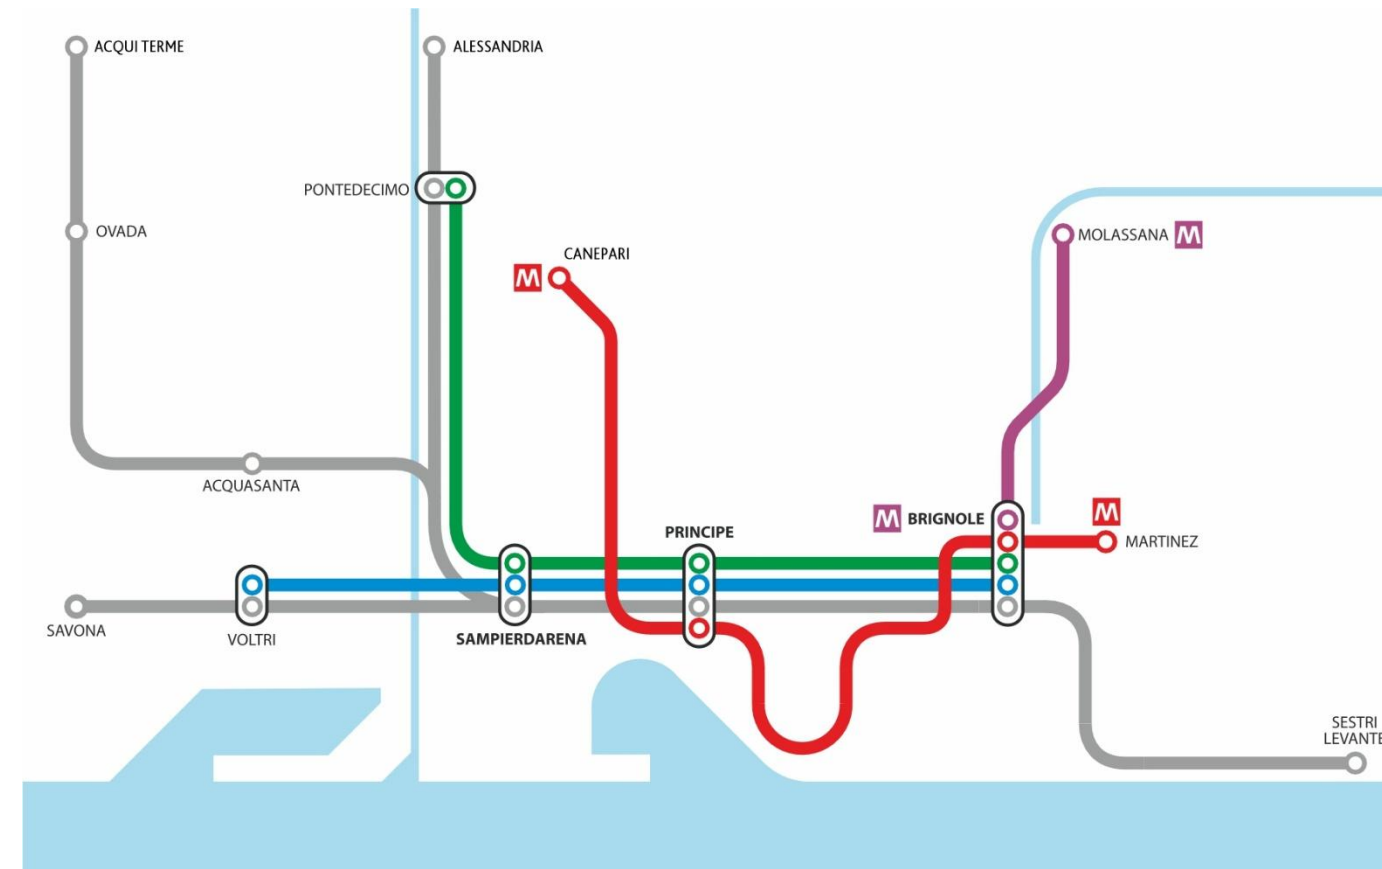 ACQUI TERME
ALESSANDRIA
PONTEDECIMO
OVADA
MOLASSANA M
CANEPARI
M
ACQUASANTA
M
M BRIGNOLE
PRINCIPE
MARTINEZ
SAVONA
VOLTRI
SAMPIERDARENA
SESTRI
LEVANTE